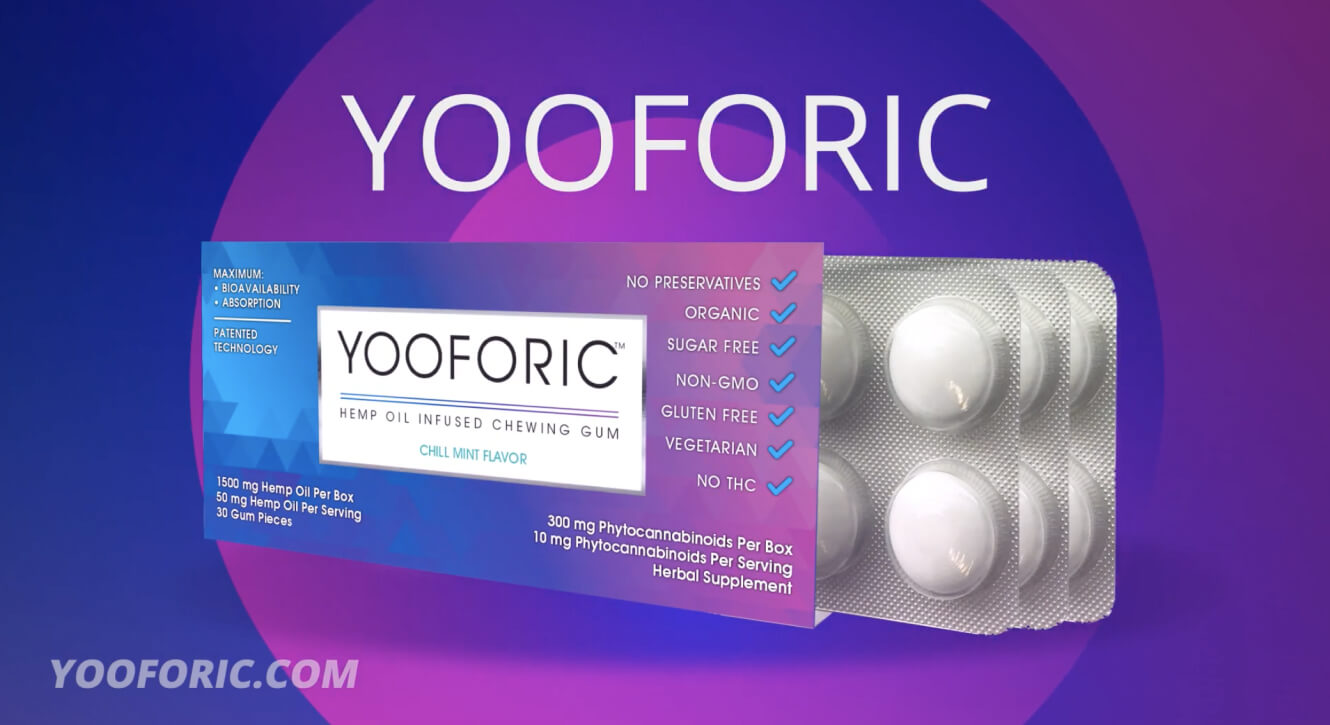 YOOFORIC
MAXIMUM:
• BIOAVAILABILITY
• ABSORPTION
PATENTED
TECHNOLOGY
YOOFORIC™
HEMP OIL INFUSED CHEWING GUM
CHILL MINT FLAVOR
NO PRESERVATIVES
ORGANIC
SUGAR FREE
NON-GMO
GLUTEN FREE
VEGETARIAN
NO THC
1500 mg Hemp Oil Per Box
50 mg Hemp Oil Per Serving
30 Gum Pieces
300 mg Phytocannabinoids Per Box
10 mg Phytocannabinoids Per Serving
Herbal Supplement
YOOFORIC.COM